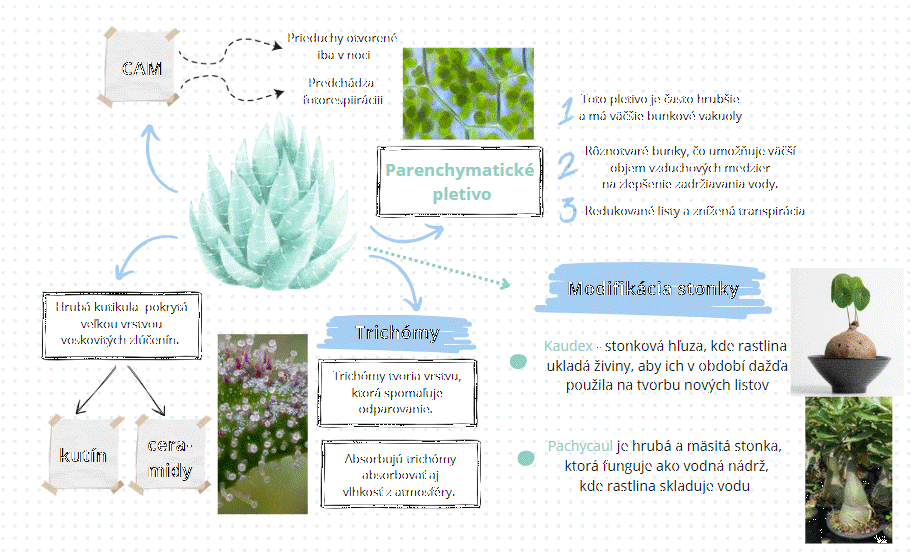 CAM
Prieduchy otvorené
iba v noci
Predchádza
fotorespirácii
Parenchymatické
pletivo
1
Toto pletivo je často hrubšie
a má väčšie bunkové vakuoly
2
Rôznotvaré bunky, čo umožňuje väčší
objem vzduchových medzier
na zlepšenie zadržiavania vody.
3
Redukované listy a znížená transpirácia
Hrubá kutikula pokrytá
veľkou vrstvou
voskovitých zlúčenín.
kutín
cera-
midy
Trichómy
Trichómy tvoria vrstvu,
ktorá spomaľuje
odparovanie.
Absorbujú trichómy
absorbovať aj
vlhkosť z atmosféry.
Modifikácia stonky
Kaudex - stonková hľuza, kde rastlina
ukladá živiny, aby ich v období dažďa
použila na tvorbu nových listov
Pachycaul je hrubá a mäsitá stonka,
ktorá funguje ako vodná nádrž,
kde rastlina skladuje vodu